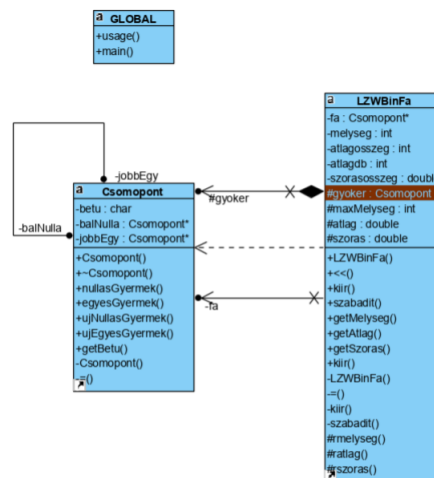 a GLOBAL
+usage()
+main()
-jobbEgy
-balNulla
a Csomopont
-betu : char
-balNulla : Csomopont*
-jobbEgy : Csomopont*
+Csomopont()
+~Csomopont()
+nullasGyermek()
+egyesGyermek()
+ujNullasGyermek()
+ujEgyesGyermek()
+getBetu()
-Csomopont()
-=()
#gyoker
-fa
a LZWBinFa
-fa : Csomopont*
-melyseg : int
-atlagosszeg : int
-atlagdb : int
-szorasosszeg : doubl
#gyoker : Csomopont
#maxMelyseg : int
#atlag : double
#szoras : double
+LZWBinFa()
+<<()
+kiir()
+szabadit()
+getMelyseg()
+getAtlag()
+getSzoras()
+kiir()
-LZWBinFa()
-=()
-kiir()
-szabadit()
#rmelyseg()
#ratlag()
#rszoras()